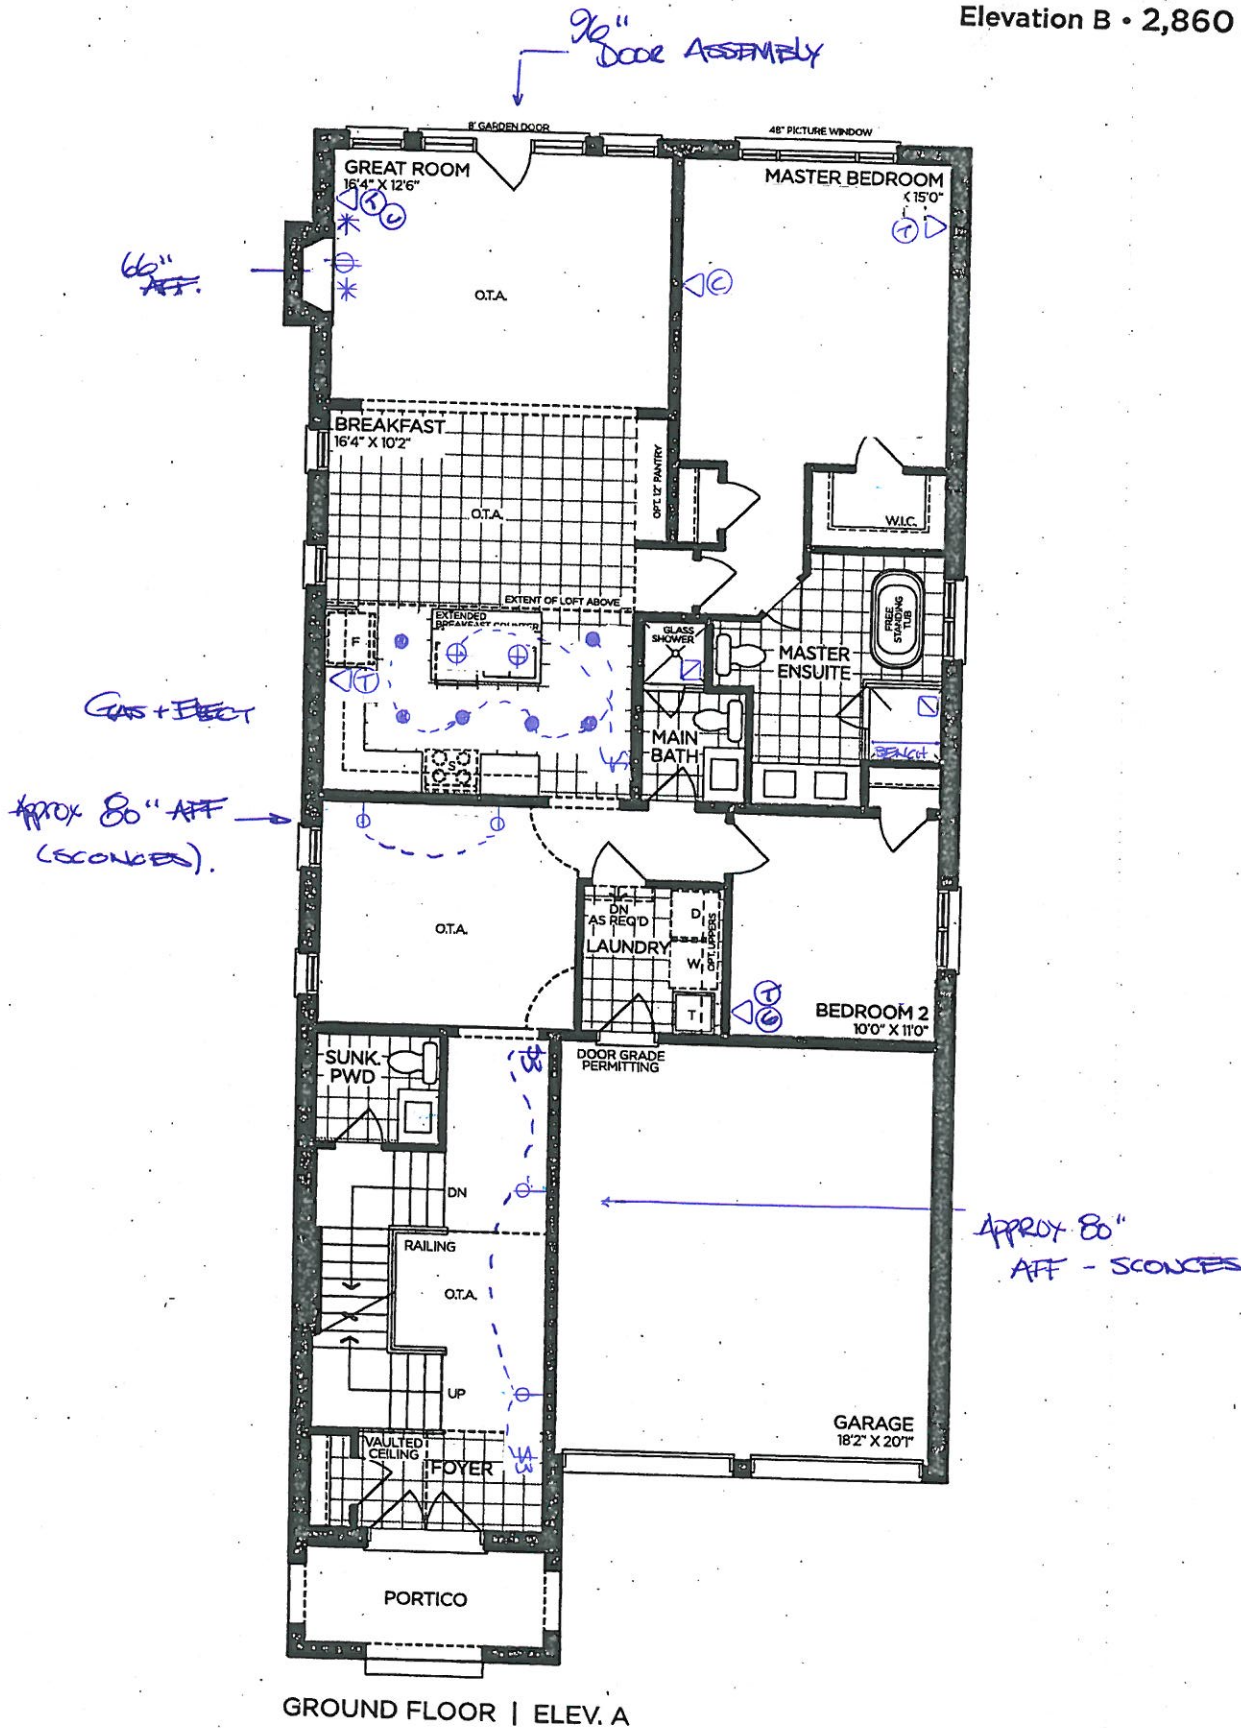 Elevation B • 2,860
96"
DOOR ASSEMBLY
8' GARDEN DOOR
48" PICTURE WINDOW
GREAT ROOM
16'4" X 12'6"
T
C
MASTER BEDROOM
X 15'0"
T
C
66"
AFF.
O.T.A.
BREAKFAST
16'4" X 10'2"
OPT. 12" PANTRY
O.T.A.
W.I.C.
EXTENT OF LOFT ABOVE
EXTENDED
BREAKFAST COUNTER
F
T
GLASS
SHOWER
FREE
STANDING
TUB
MASTER
ENSUITE
GAS + ELECT
MAIN
BATH
BENCH
S
Approx 80" AFF
(SCONCES).
O.T.A.
DN
AS REQ'D
LAUNDRY
D
W
OPT. UPPERS
T
T
C
BEDROOM 2
10'0" X 11'0"
SUNK.
PWD
DOOR GRADE
PERMITTING
3
DN
RAILING
O.T.A.
UP
APPROX 80"
AFF - SCONCES
GARAGE
18'2" X 20'1"
VAULTED
CEILING
FOYER
3
PORTICO
GROUND FLOOR | ELEV. A